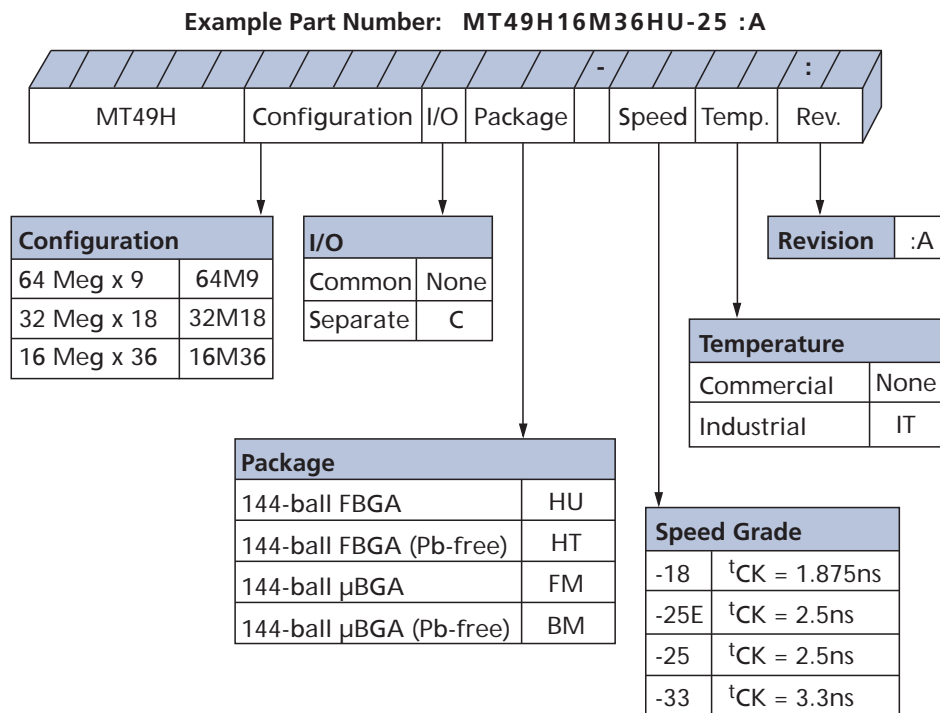 Example Part Number: MT49H16M36HU-25 :A
- :
MT49H Configuration I/O Package Speed Temp. Rev.
Configuration
64 Meg x 9 64M9
32 Meg x 18 32M18
16 Meg x 36 16M36
I/O
Common None
Separate C
Revision :A
Temperature
Commercial None
Industrial IT
Package
144-ball FBGA HU
144-ball FBGA (Pb-free) HT
144-ball µBGA FM
144-ball µBGA (Pb-free) BM
Speed Grade
-18 tCK = 1.875ns
-25E tCK = 2.5ns
-25 tCK = 2.5ns
-33 tCK = 3.3ns